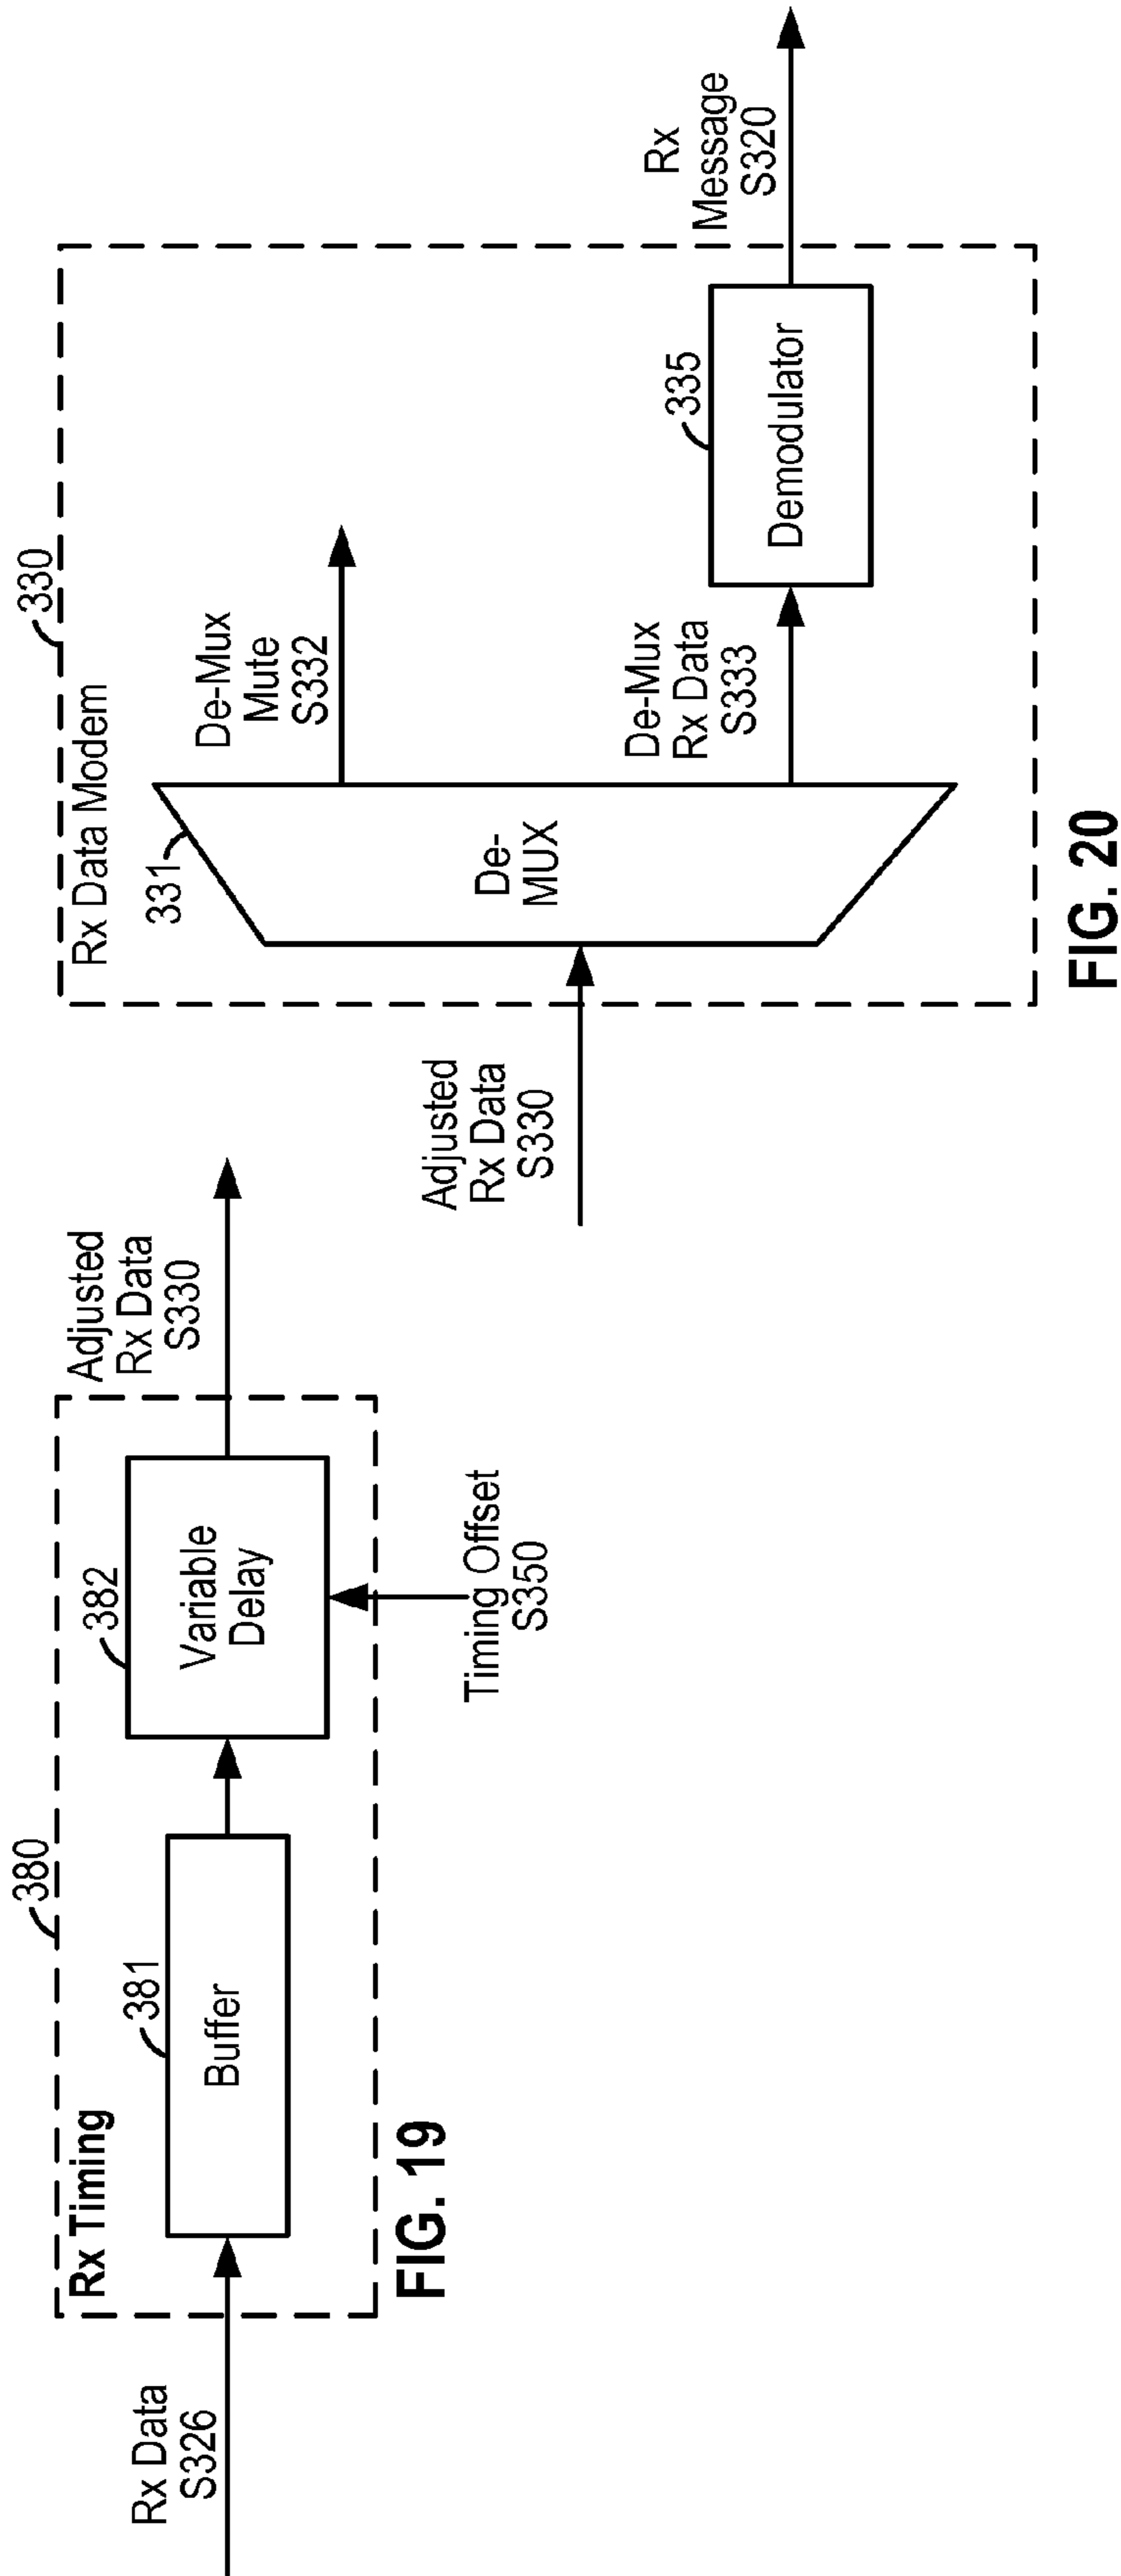 380
Rx Timing
Rx Data
S326
381
Buffer
382
Variable
Delay
Timing Offset
S350
Adjusted
Rx Data
S330
FIG. 19
330
Rx Data Modem
Adjusted
Rx Data
S330
331
De-
MUX
De-Mux
Mute
S332
De-Mux
Rx Data
S333
335
Demodulator
Rx
Message
S320
FIG. 20